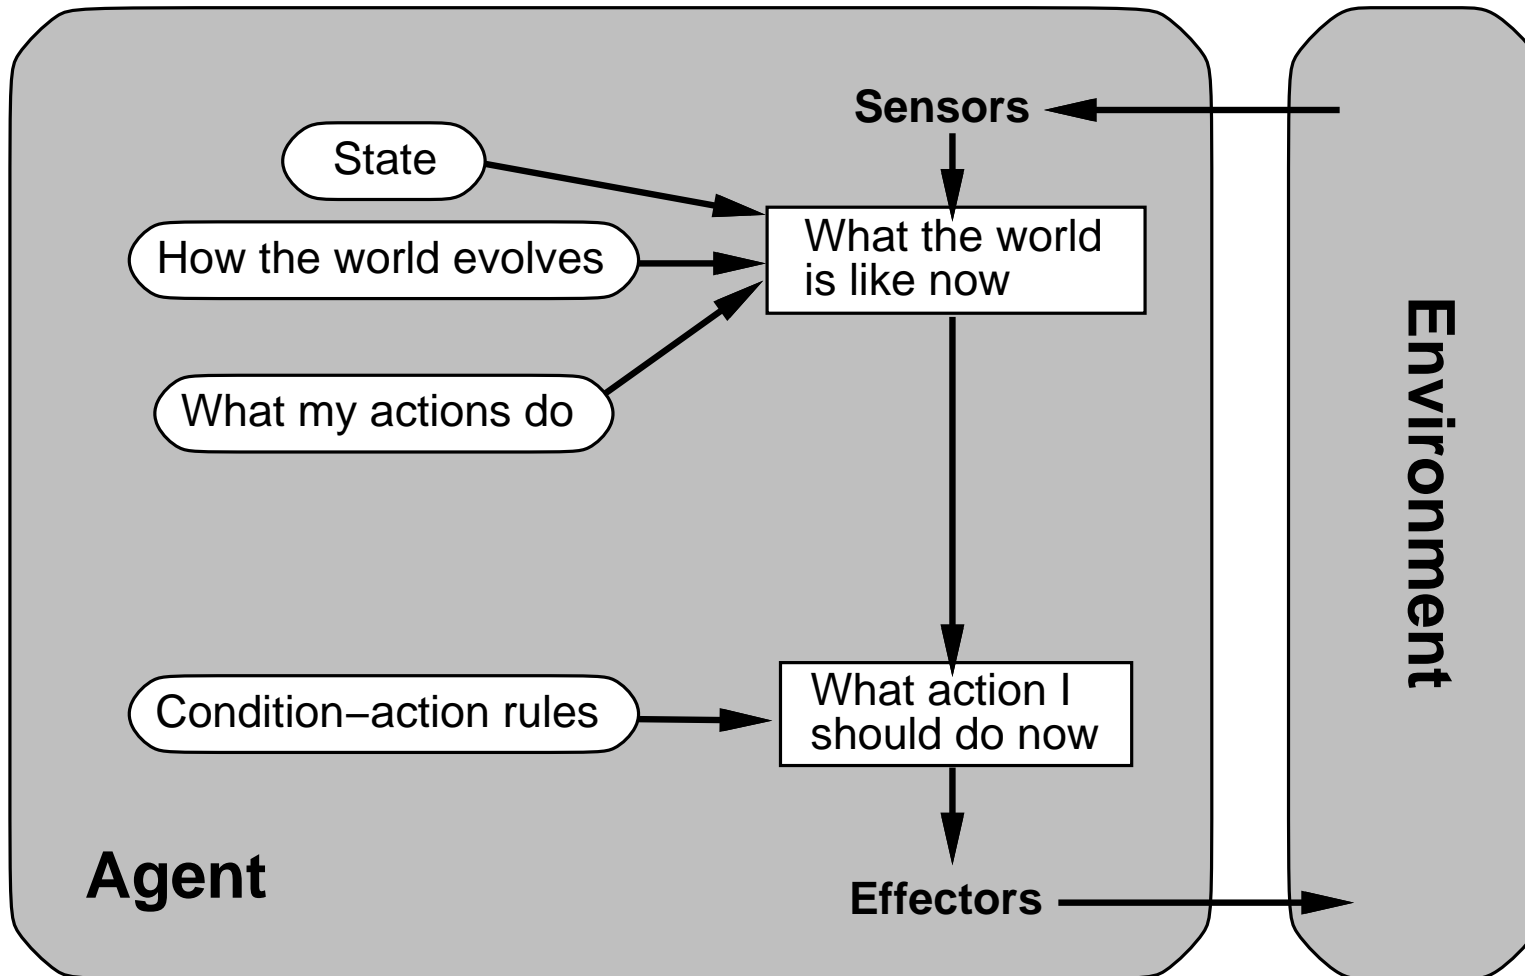 Sensors
State
What the world
is like now
How the world evolves
What my actions do
Environment
Condition−action rules
What action I
should do now
Agent
Effectors